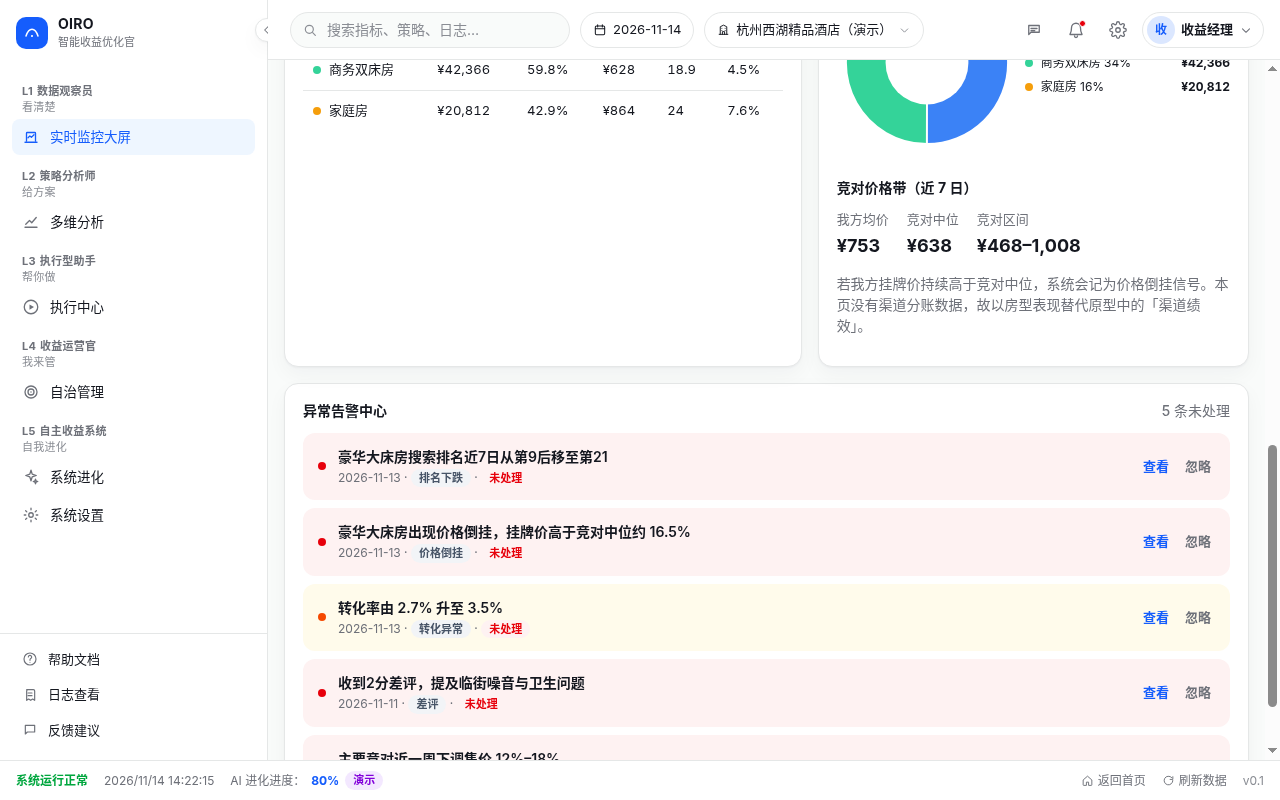 OIRO
智能收益优化官
搜索指标、策略、日志...
2026-11-14
杭州西湖精品酒店（演示）
收
收益经理
L1 数据观察员
看清楚
实时监控大屏
L2 策略分析师
给方案
多维分析
L3 执行型助手
帮你做
执行中心
L4 收益运营官
我来管
自治管理
L5 自主收益系统
自我进化
系统进化
系统设置
帮助文档
日志查看
反馈建议
商务双床房 ¥42,366 59.8% ¥628 18.9 4.5%
家庭房 ¥20,812 42.9% ¥864 24 7.6%
商务双床房 34% ¥42,366
家庭房 16% ¥20,812
竞对价格带（近 7 日）
我方均价 竞对中位 竞对区间
¥753 ¥638 ¥468–1,008
若我方挂牌价持续高于竞对中位，系统会记为价格倒挂信号。本
页没有渠道分账数据，故以房型表现替代原型中的「渠道绩
效」。
异常告警中心
5 条未处理
豪华大床房搜索排名近7日从第9后移至第21
2026-11-13 · 排名下跌 · 未处理
查看 忽略
豪华大床房出现价格倒挂，挂牌价高于竞对中位约 16.5%
2026-11-13 · 价格倒挂 · 未处理
查看 忽略
转化率由 2.7% 升至 3.5%
2026-11-13 · 转化异常 · 未处理
查看 忽略
收到2分差评，提及临街噪音与卫生问题
2026-11-11 · 差评 · 未处理
查看 忽略
主要竞对近一周下调售价 12%–18%
系统运行正常 2026/11/14 14:22:15 AI 进化进度： 80% 演示
返回首页 刷新数据 v0.1